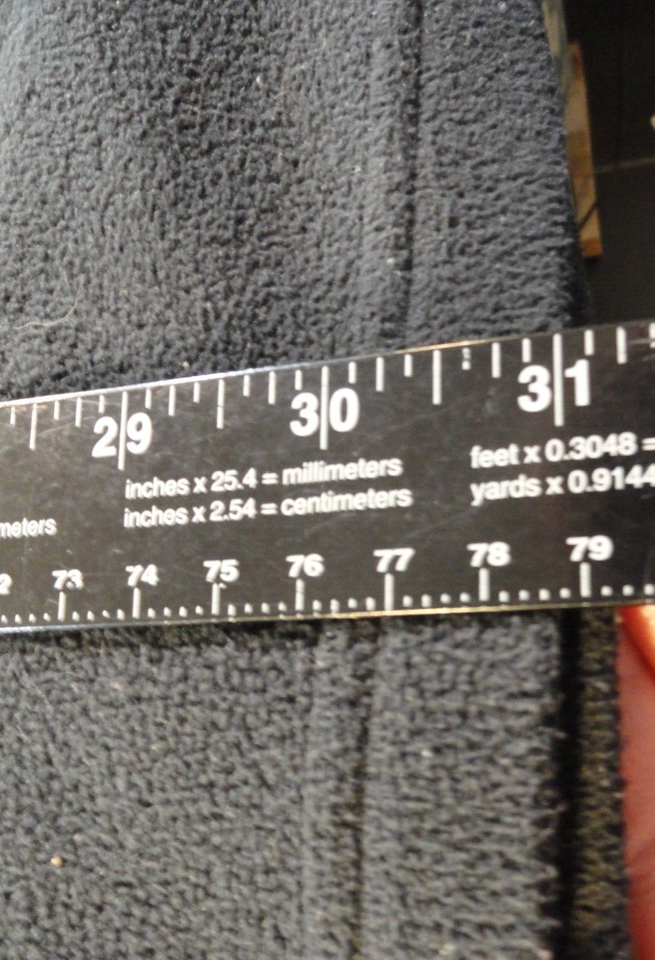 29 30 31
inches x 25.4 = millimeters
inches x 2.54 = centimeters
feet x 0.3048 =
yards x 0.9144
meters
2 73 74 75 76 77 78 79